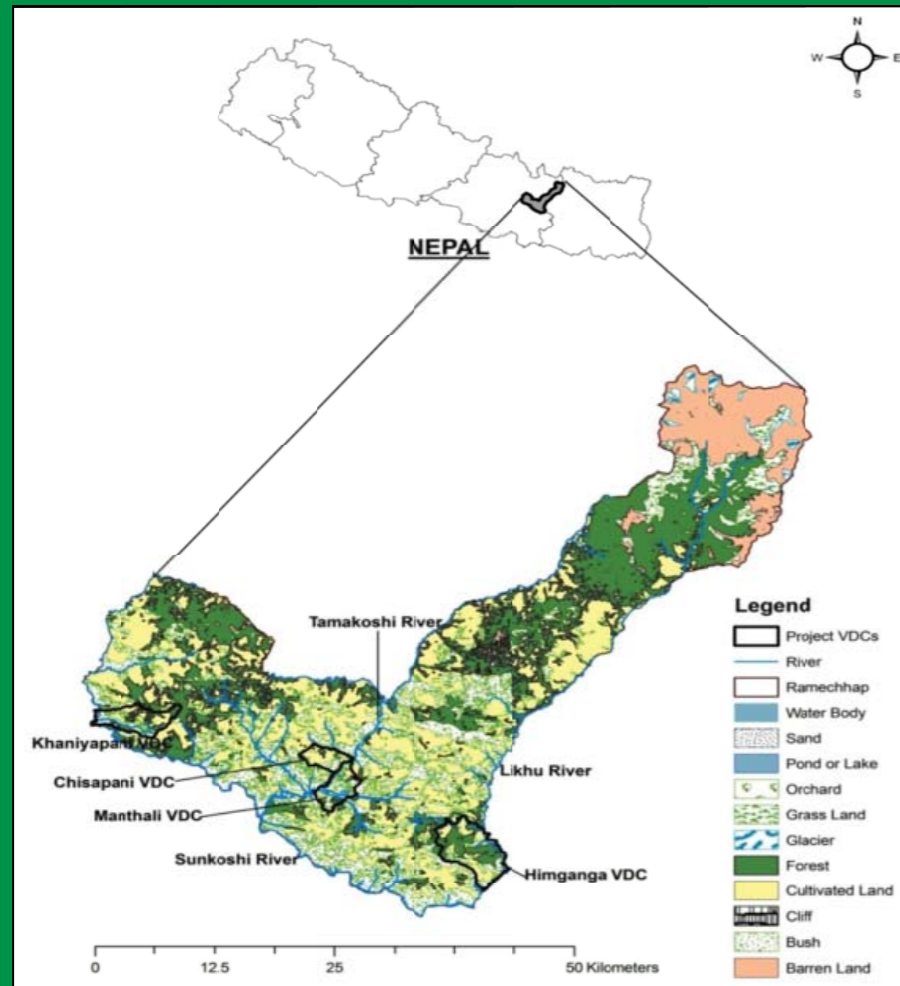 N
W E
S
NEPAL
Tamakoshi River
Khaniyapani VDC
Chisapani VDC
Manthali VDC
Sunkoshi River
Likhu River
Himganga VDC
Legend
Project VDCs
River
Ramechhap
Water Body
Sand
Pond or Lake
Orchard
Grass Land
Glacier
Forest
Cultivated Land
Cliff
Bush
Barren Land
0 12.5 25 50 Kilometers